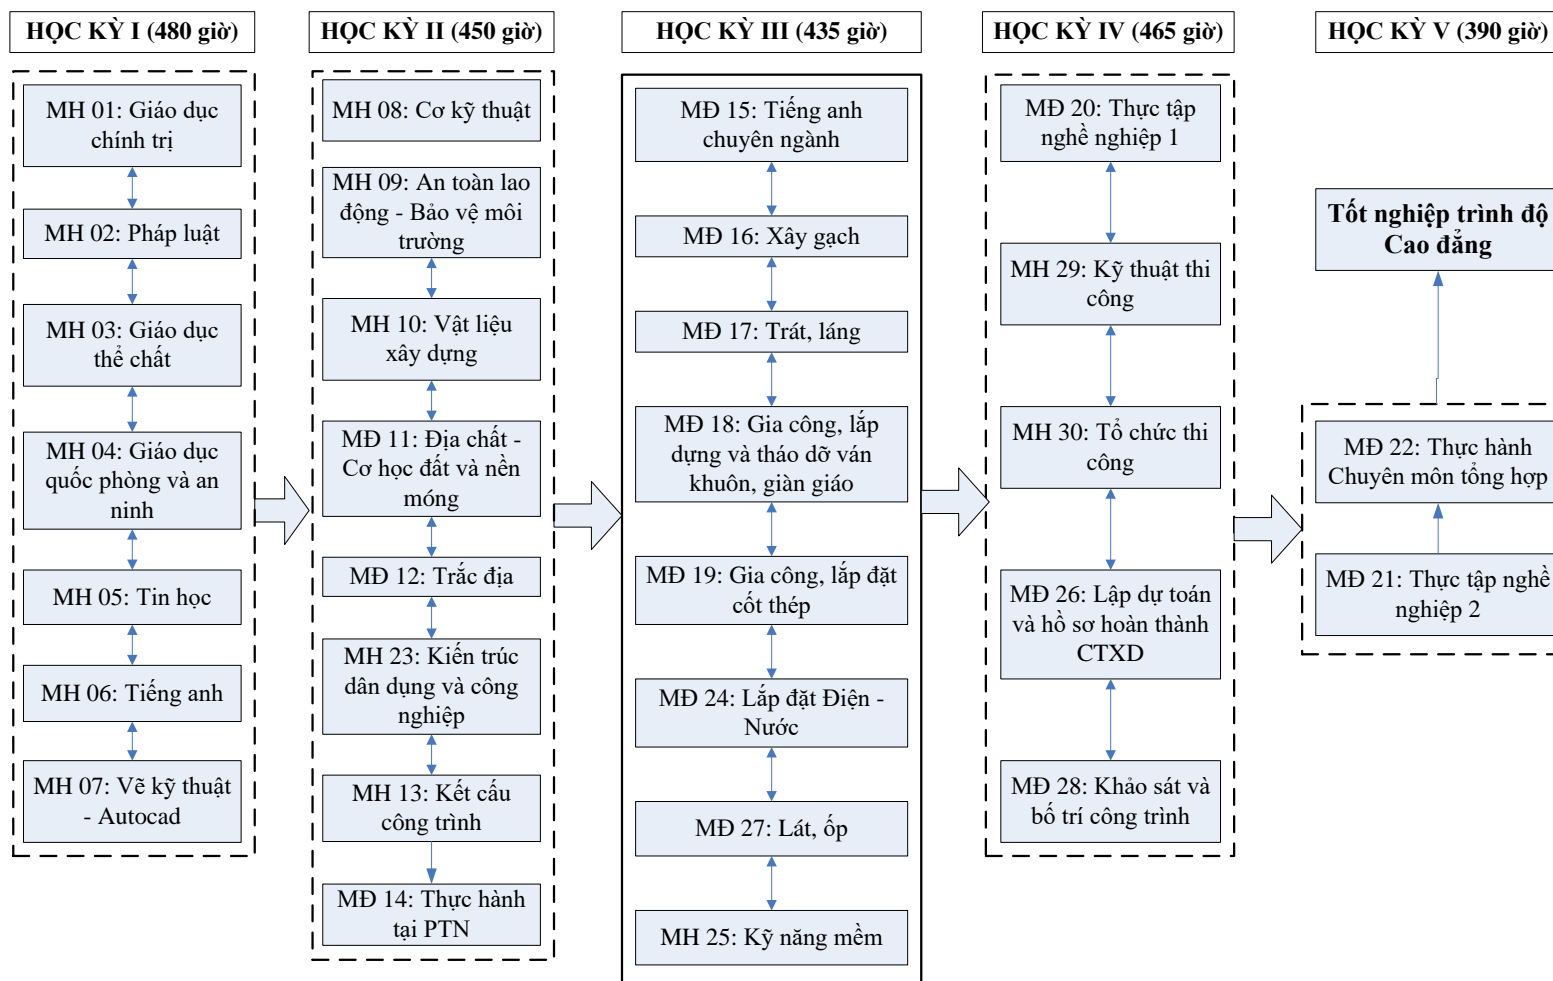 HỌC KỲ I (480 giờ)
MH 01: Giáo dục
chính trị
MH 02: Pháp luật
MH 03: Giáo dục
thể chất
MH 04: Giáo dục
quốc phòng và an
ninh
MH 05: Tin học
MH 06: Tiếng anh
MH 07: Vẽ kỹ thuật
- Autocad
HỌC KỲ II (450 giờ)
MH 08: Cơ kỹ thuật
MH 09: An toàn lao
động - Bảo vệ môi
trường
MH 10: Vật liệu
xây dựng
MĐ 11: Địa chất -
Cơ học đất và nền
móng
MĐ 12: Trắc địa
MH 23: Kiến trúc
dân dụng và công
nghiệp
MH 13: Kết cấu
công trình
MĐ 14: Thực hành
tại PTN
HỌC KỲ III (435 giờ)
MĐ 15: Tiếng anh
chuyên ngành
MĐ 16: Xây gạch
MĐ 17: Trát, láng
MĐ 18: Gia công, lắp
dựng và tháo dỡ ván
khuôn, giàn giáo
MĐ 19: Gia công, lắp đặt
cốt thép
MĐ 24: Lắp đặt Điện -
Nước
MĐ 27: Lát, ốp
MH 25: Kỹ năng mềm
HỌC KỲ IV (465 giờ)
MĐ 20: Thực tập
nghề nghiệp 1
MH 29: Kỹ thuật thi
công
MH 30: Tổ chức thi
công
MĐ 26: Lập dự toán
và hồ sơ hoàn thành
CTXD
MĐ 28: Khảo sát và
bố trí công trình
HỌC KỲ V (390 giờ)
Tốt nghiệp trình độ
Cao đẳng
MĐ 22: Thực hành
Chuyên môn tổng hợp
MĐ 21: Thực tập nghề
nghiệp 2